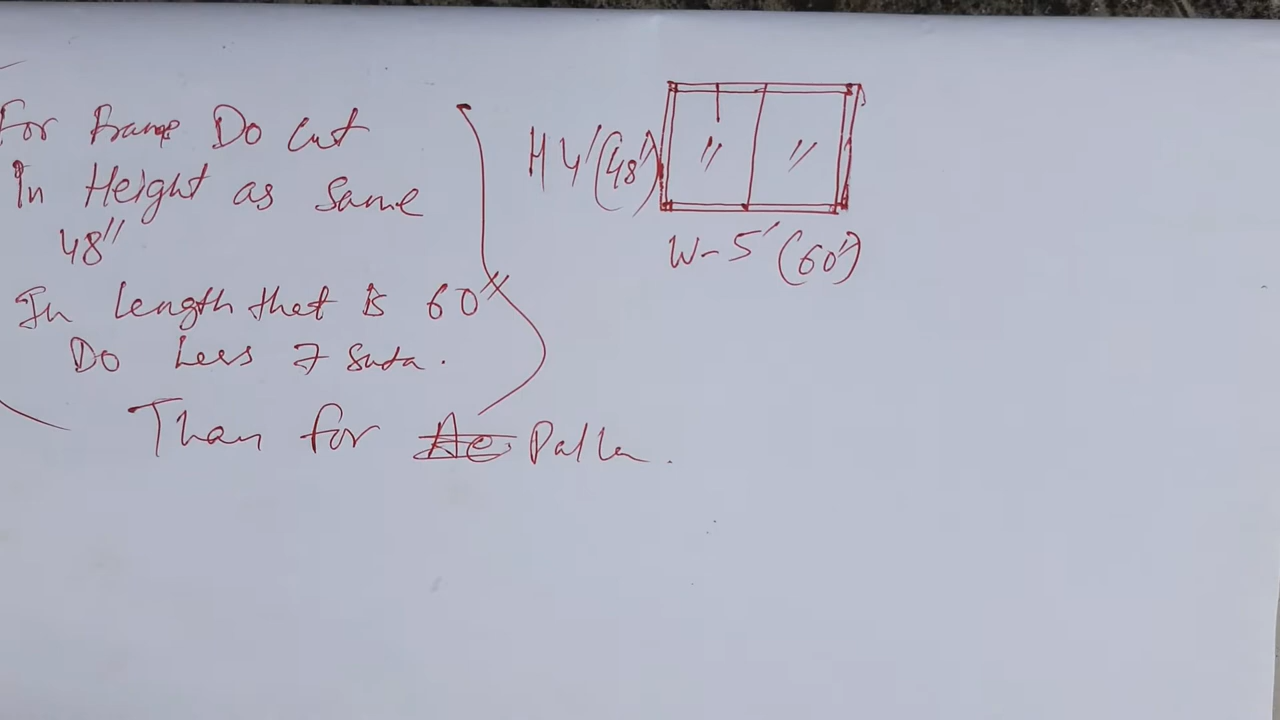 For Frame Do Cut
In Height as Same
48"
In length that is 60"
Do Less 7 Suta.
Than for Palla.
H 4' (48")
W- 5' (60")